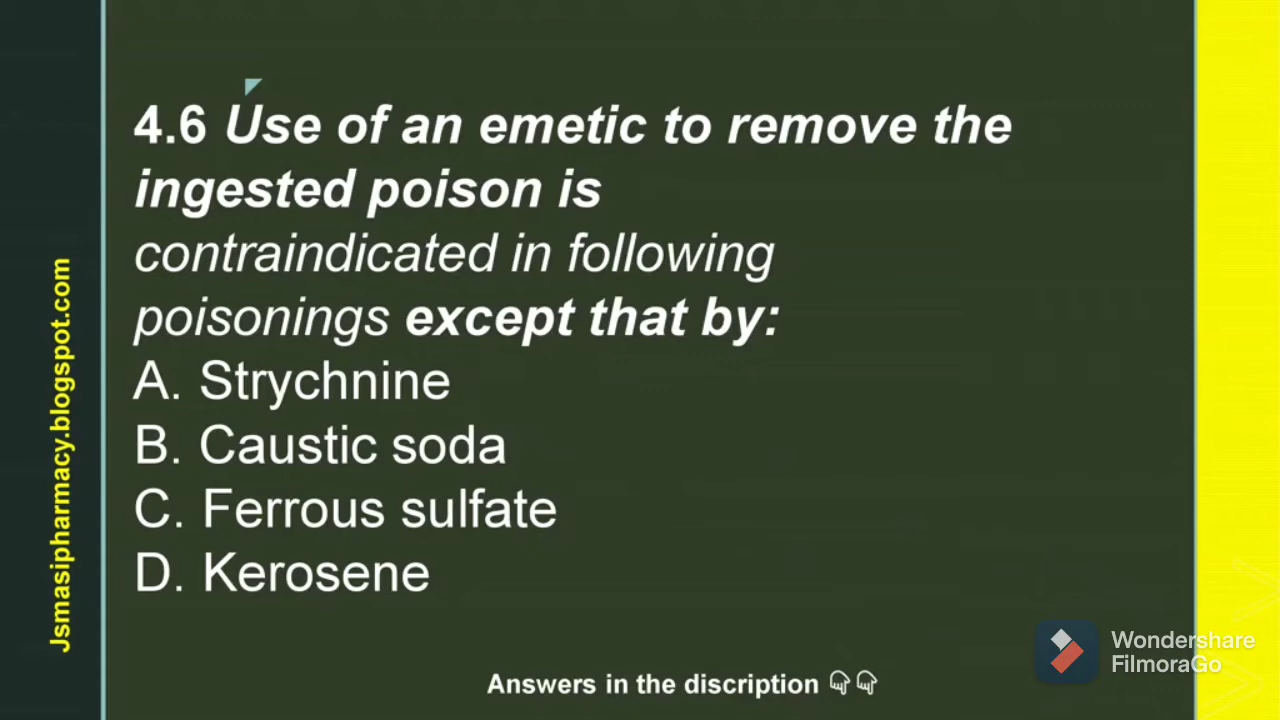 4.6 Use of an emetic to remove the
ingested poison is
contraindicated in following
poisonings except that by:
A. Strychnine
B. Caustic soda
C. Ferrous sulfate
D. Kerosene
Jsmasipharmacy.blogspot.com
Wondershare
FilmoraGo
Answers in the discription 👇👇